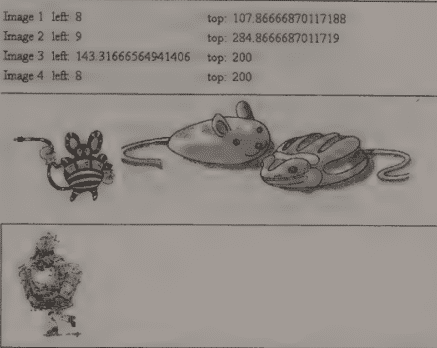 Image 1 left: 8 top: 107.86666870117188
Image 2 left: 9 top: 284.8666687011719
Image 3 left: 143.31666564941406 top: 200
Image 4 left: 8 top: 200